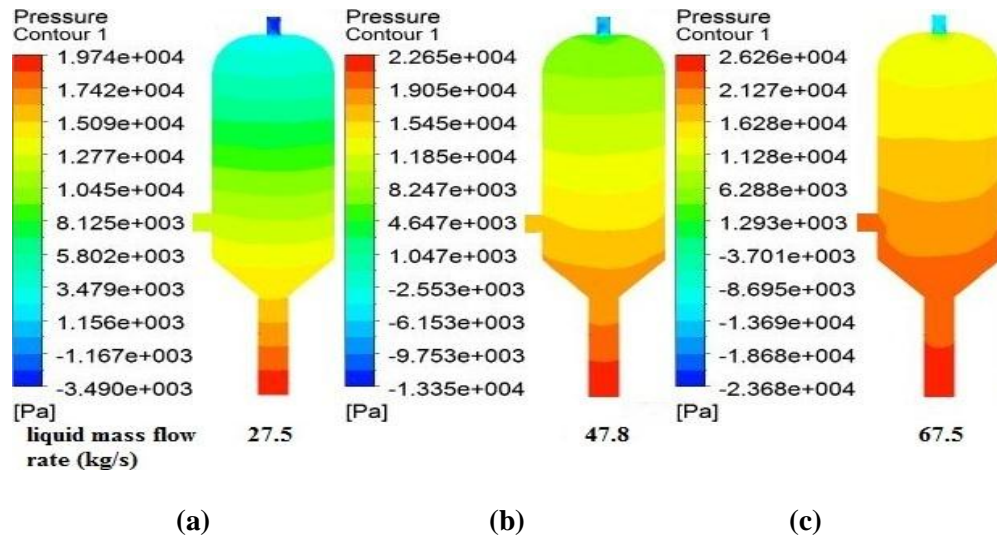 Pressure
Contour 1
1.974e+004
1.742e+004
1.509e+004
1.277e+004
1.045e+004
8.125e+003
5.802e+003
3.479e+003
1.156e+003
-1.167e+003
-3.490e+003
[Pa]
Pressure
Contour 1
2.265e+004
1.905e+004
1.545e+004
1.185e+004
8.247e+003
4.647e+003
1.047e+003
-2.553e+003
-6.153e+003
-9.753e+003
-1.335e+004
[Pa]
Pressure
Contour 1
2.626e+004
2.127e+004
1.628e+004
1.128e+004
6.288e+003
1.293e+003
-3.701e+003
-8.695e+003
-1.369e+004
-1.868e+004
-2.368e+004
[Pa]
liquid mass flow 27.5 47.8 67.5
rate (kg/s)
(a) (b) (c)